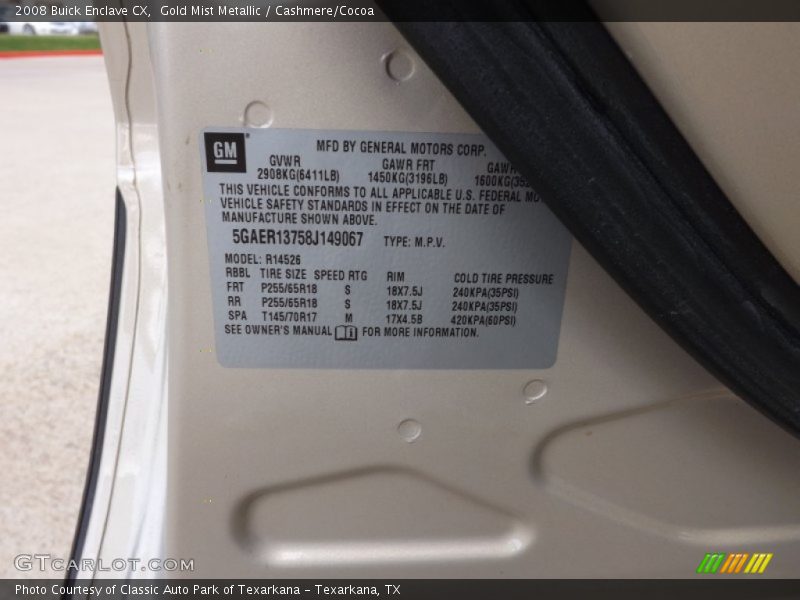 2008 Buick Enclave CX,  Gold Mist Metallic / Cashmere/Cocoa
GM
MFD BY GENERAL MOTORS CORP.
GVWR GAWR FRT GAWR
2908KG(6411LB) 1450KG(3196LB) 1600KG(
THIS VEHICLE CONFORMS TO ALL APPLICABLE U.S. FEDERAL
VEHICLE SAFETY STANDARDS IN EFFECT ON THE DATE OF
MANUFACTURE SHOWN ABOVE.
5GAER13758J149067 TYPE: M.P.V.
MODEL: R14526
RBBL TIRE SIZE SPEED RTG RIM COLD TIRE PRESSURE
FRT P255/65R18 S 18X7.5J 240KPA(35PSI)
RR P255/65R18 S 18X7.5J 240KPA(35PSI)
SPA T145/70R17 M 17X4.5B 420KPA(60PSI)
SEE OWNER'S MANUAL FOR MORE INFORMATION.
GTCarLot.com
Photo Courtesy of Classic Auto Park of Texarkana - Texarkana, TX